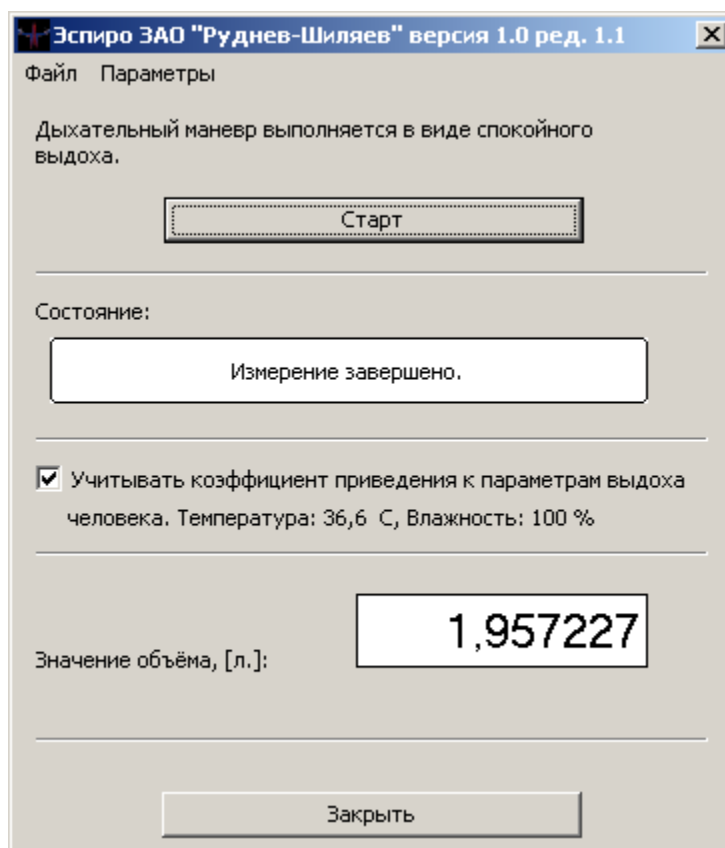 Эспиро ЗАО "Руднев-Шиляев" версия 1.0 ред. 1.1
Файл Параметры
Дыхательный маневр выполняется в виде спокойного
выдоха.
Старт
Состояние:
Измерение завершено.
Учитывать коэффициент приведения к параметрам выдоха
человека. Температура: 36,6 С, Влажность: 100 %
Значение объёма, [л.]:
1,957227
Закрыть